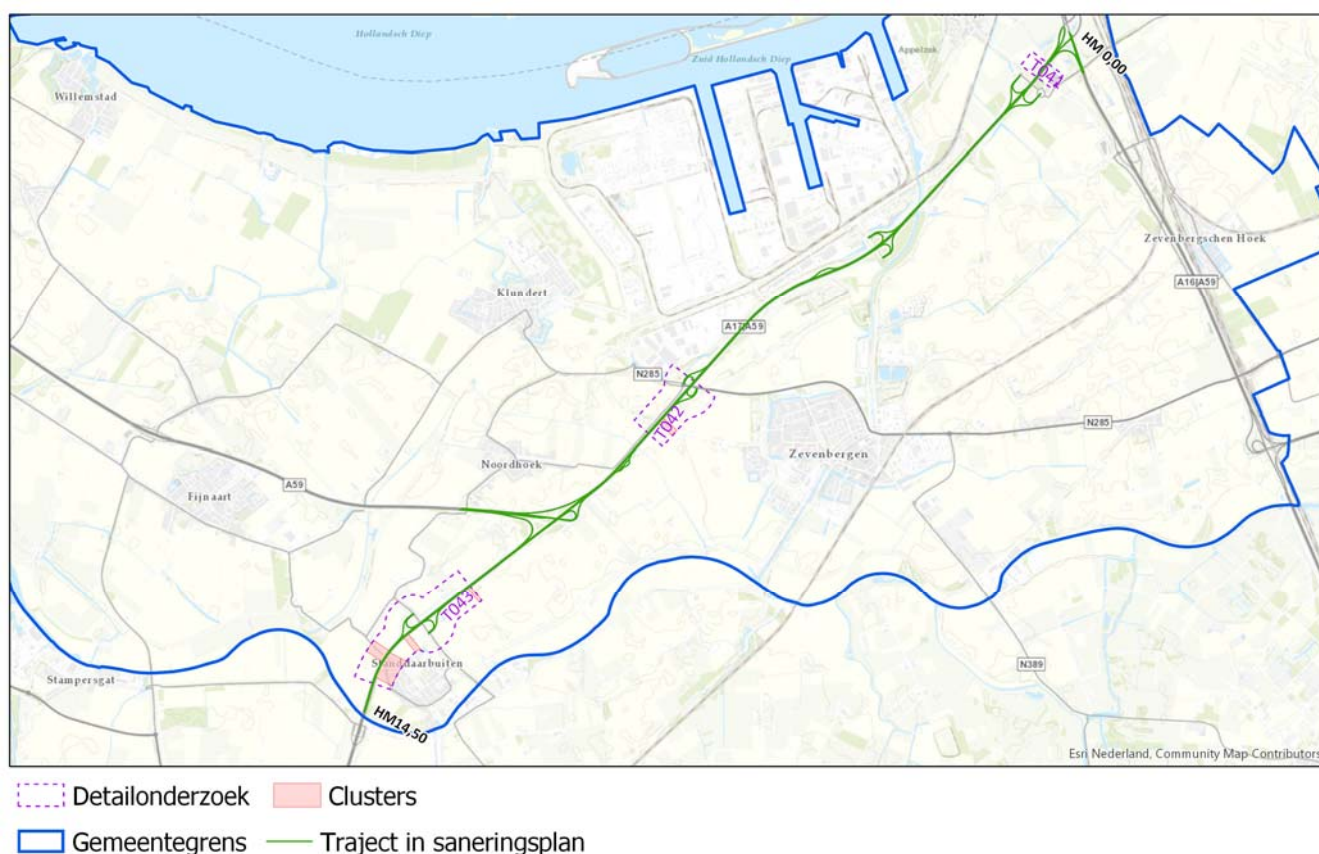 Hollandsch Diep
Zuid Hollandsch Diep
Appelzak
HM 0,00
T041
Willemstad
Zevenbergschen Hoek
A16|A59
Klundert
A17|A59
N285
T042
N285
Zevenbergen
Noordhoek
A59
Fijnaart
T043
Standdaarbuiten
N389
Stampersgat
HM14,50
Esri Nederland, Community Map Contributors
Detailonderzoek Clusters
Gemeentegrens Traject in saneringsplan